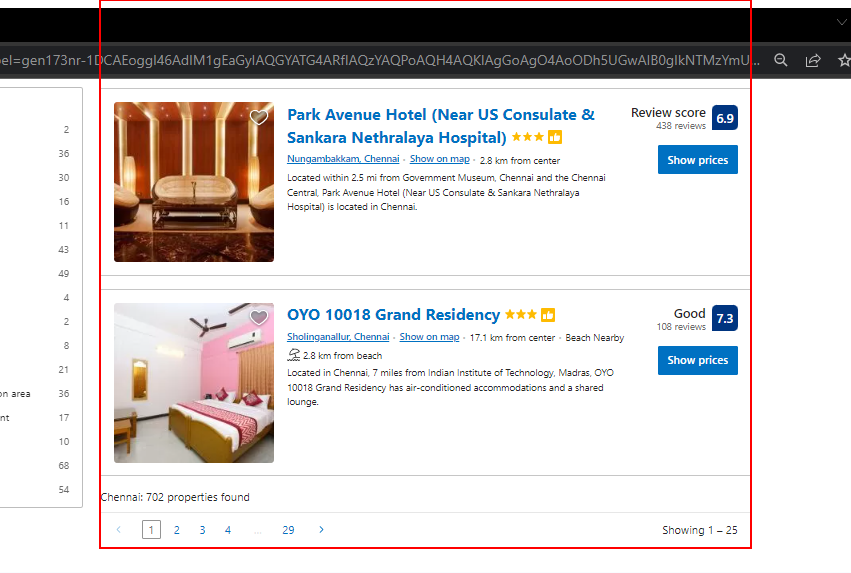 el=gen173nr-1DCAEoggI46AdIM1gEaGyIAQGYATG4ARfIAQzYAQPoAQH4AQKIAgGoAgO4AoODh5UGwAIB0gIkNTMzYmU...
2
36
30
16
11
43
49
4
2
8
21
on area 36
nt 17
10
68
54
Park Avenue Hotel (Near US Consulate &
Sankara Nethralaya Hospital)
Nungambakkam, Chennai · Show on map · 2.8 km from center
Located within 2.5 mi from Government Museum, Chennai and the Chennai
Central, Park Avenue Hotel (Near US Consulate & Sankara Nethralaya
Hospital) is located in Chennai.
Review score 6.9
438 reviews
Show prices
OYO 10018 Grand Residency
Sholinganallur, Chennai · Show on map · 17.1 km from center · Beach Nearby
2.8 km from beach
Located in Chennai, 7 miles from Indian Institute of Technology, Madras, OYO
10018 Grand Residency has air-conditioned accommodations and a shared
lounge.
Good 7.3
108 reviews
Show prices
Chennai: 702 properties found
‹ 1 2 3 4 ... 29 ›
Showing 1 – 25